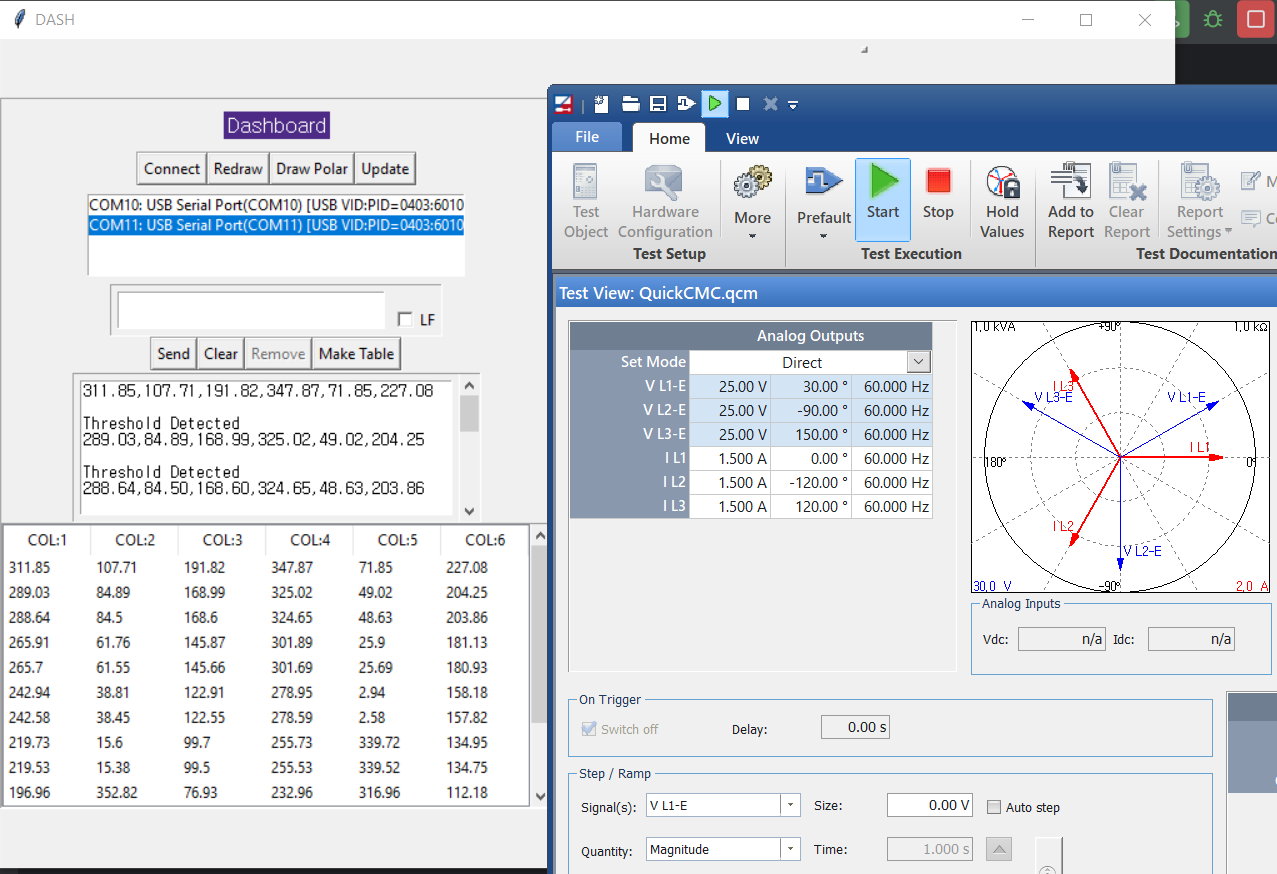 DASH
Dashboard
Connect Redraw Draw Polar Update
COM10: USB Serial Port(COM10) [USB VID:PID=0403:6010
COM11: USB Serial Port(COM11) [USB VID:PID=0403:6010
LF
Send Clear Remove Make Table
311.85,107.71,191.82,347.87,71.85,227.08
Threshold Detected
289.03,84.89,168.99,325.02,49.02,204.25
Threshold Detected
288.64,84.50,168.60,324.65,48.63,203.86
COL:1 COL:2 COL:3 COL:4 COL:5 COL:6
311.85 107.71 191.82 347.87 71.85 227.08
289.03 84.89 168.99 325.02 49.02 204.25
288.64 84.5 168.6 324.65 48.63 203.86
265.91 61.76 145.87 301.89 25.9 181.13
265.7 61.55 145.66 301.69 25.69 180.93
242.94 38.81 122.91 278.95 2.94 158.18
242.58 38.45 122.55 278.59 2.58 157.82
219.73 15.6 99.7 255.73 339.72 134.95
219.53 15.38 99.5 255.53 339.52 134.75
196.96 352.82 76.93 232.96 316.96 112.18
File Home View
Test Object
Hardware Configuration
More
Test Setup
Prefault
Start
Stop
Hold Values
Test Execution
Add to Report
Clear Report
Report Settings
Test Documentation
Test View: QuickCMC.qcm
Analog Outputs
Set Mode Direct
V L1-E 25.00 V 30.00 ° 60.000 Hz
V L2-E 25.00 V -90.00 ° 60.000 Hz
V L3-E 25.00 V 150.00 ° 60.000 Hz
I L1 1.500 A 0.00 ° 60.000 Hz
I L2 1.500 A -120.00 ° 60.000 Hz
I L3 1.500 A 120.00 ° 60.000 Hz
1,0 kVA +90° 1,0 kΩ
I L3
V L3-E V L1-E
I L1
180° 0°
I L2
V L2-E
30,0 V -90° 2,0 A
Analog Inputs
Vdc: n/a Idc: n/a
On Trigger
Switch off Delay: 0.00 s
Step / Ramp
Signal(s): V L1-E Size: 0.00 V Auto step
Quantity: Magnitude Time: 1.000 s